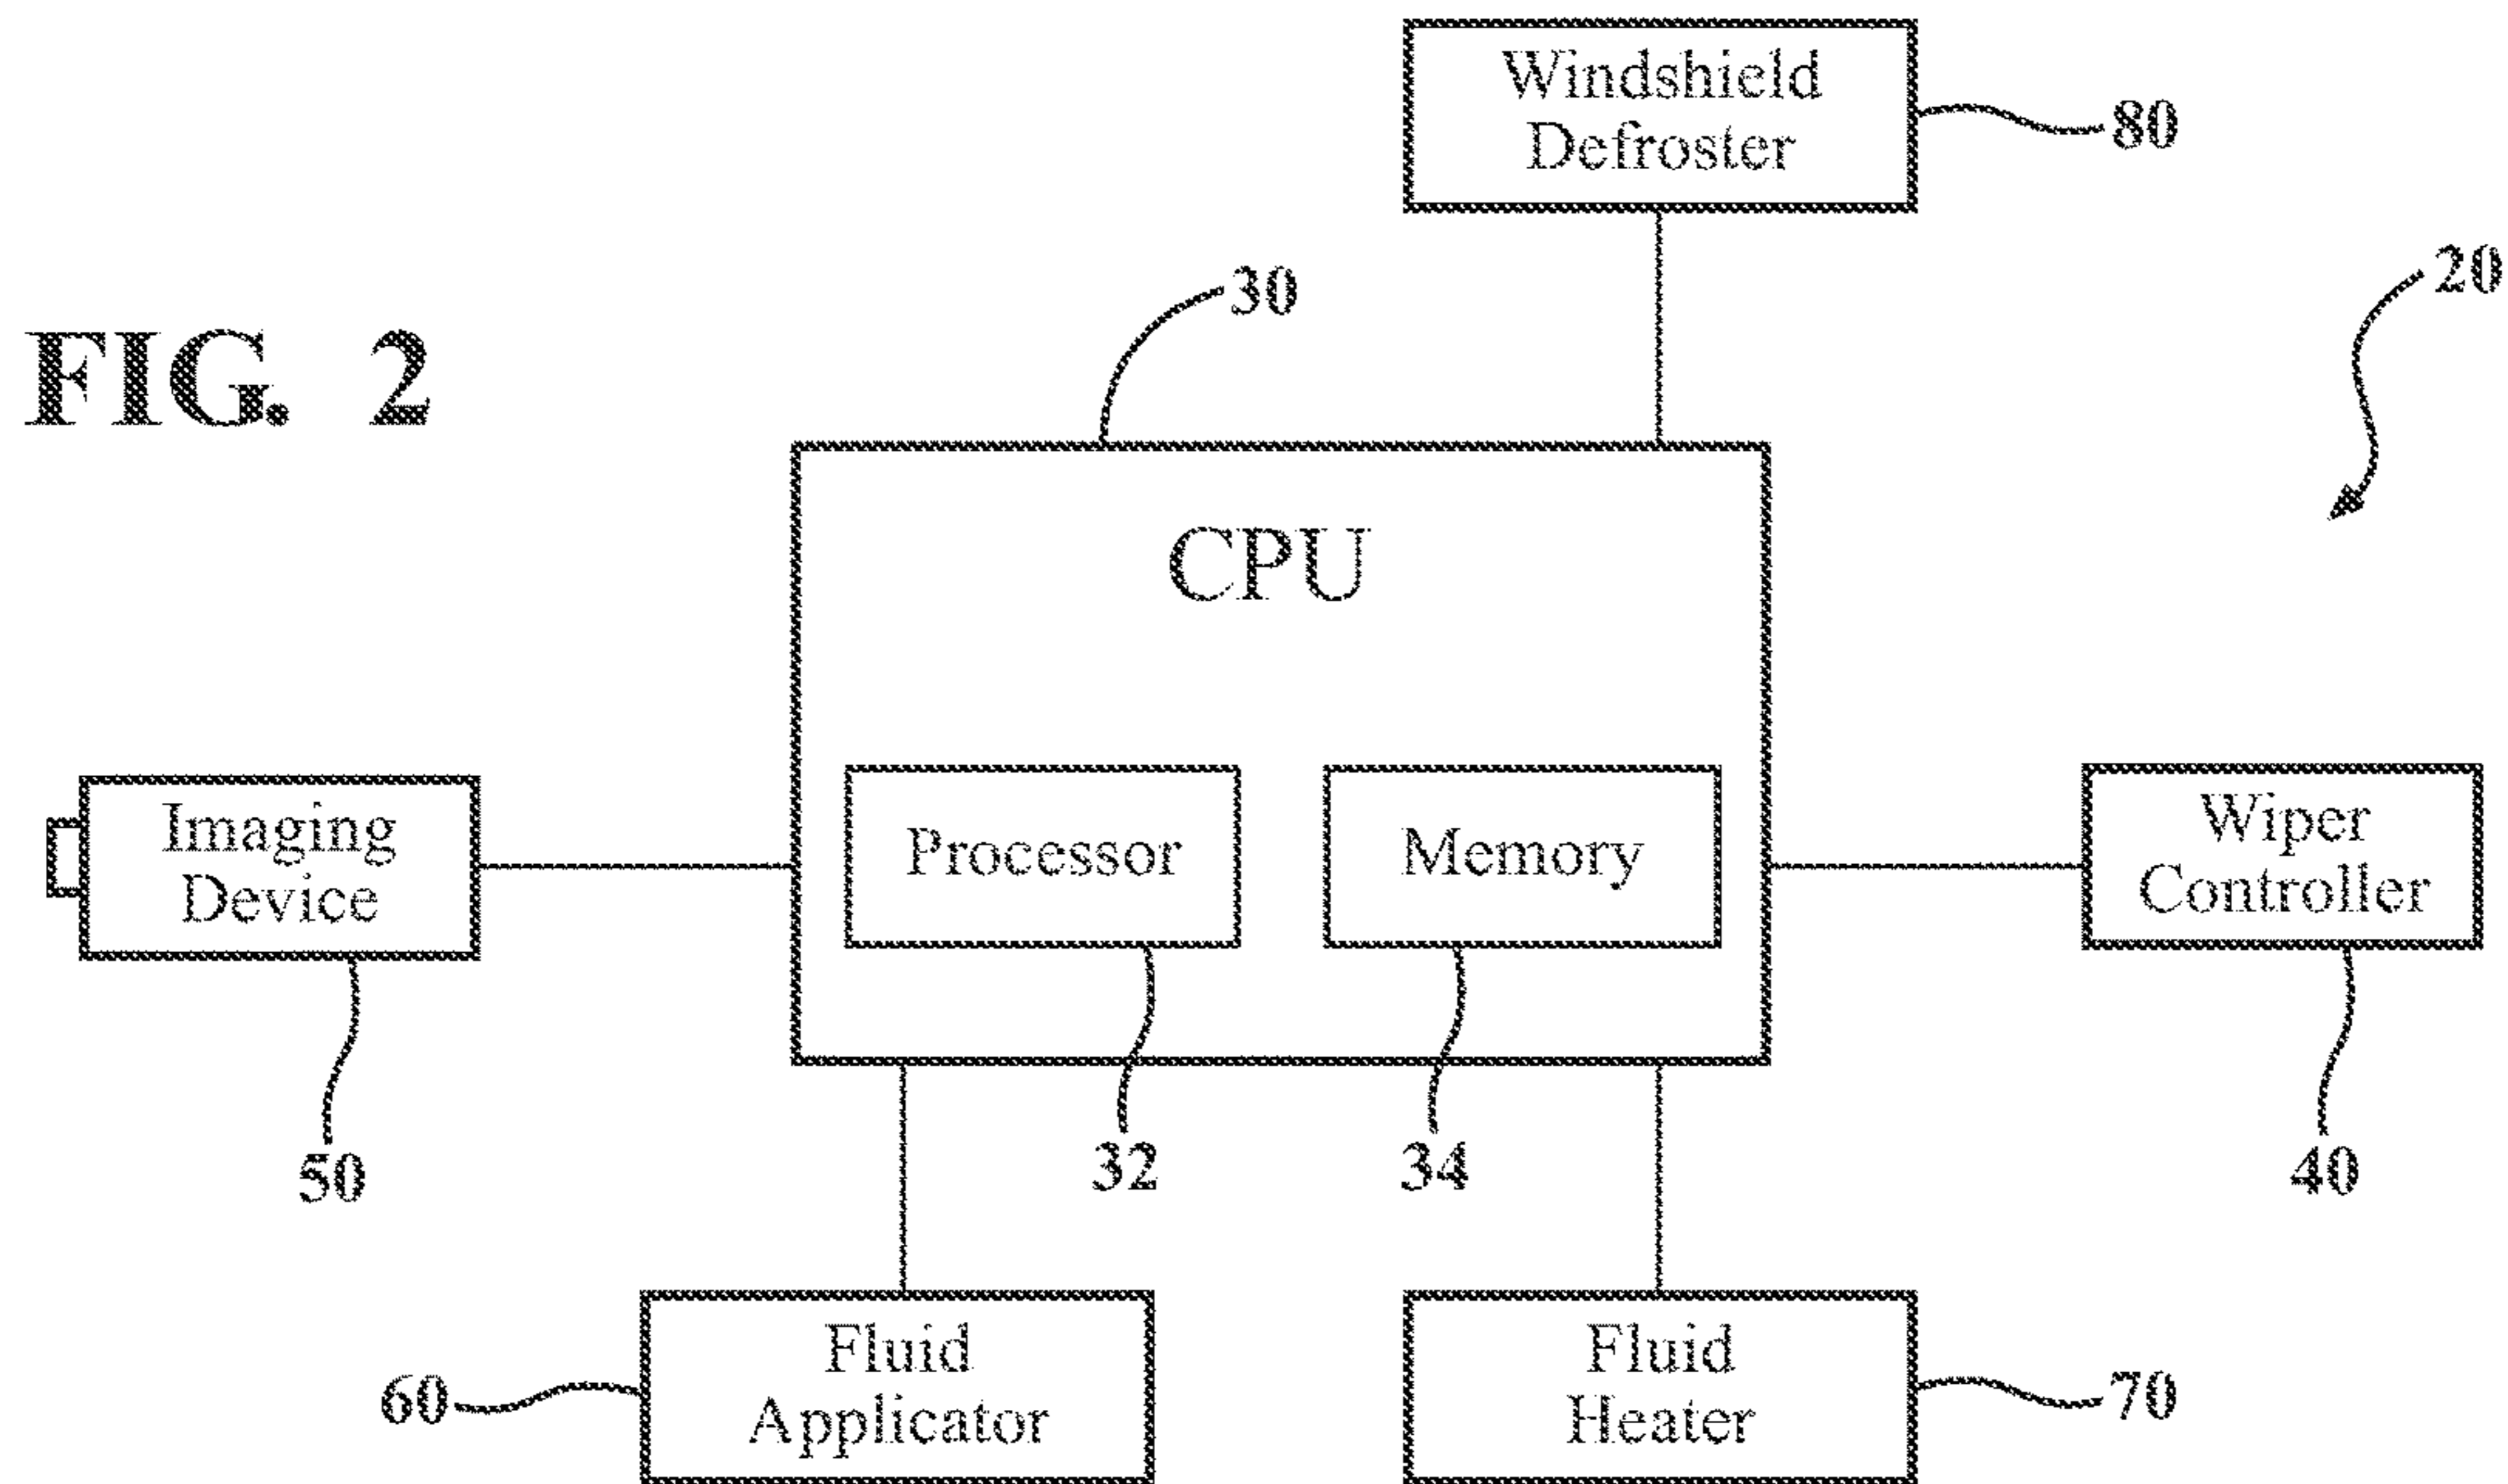 Windshield
Defroster
80
30
20
FIG. 2
CPU
Imaging
Device
Processor
Memory
Wiper
Controller
50
32
34
40
60
Fluid
Applicator
Fluid
Heater
70